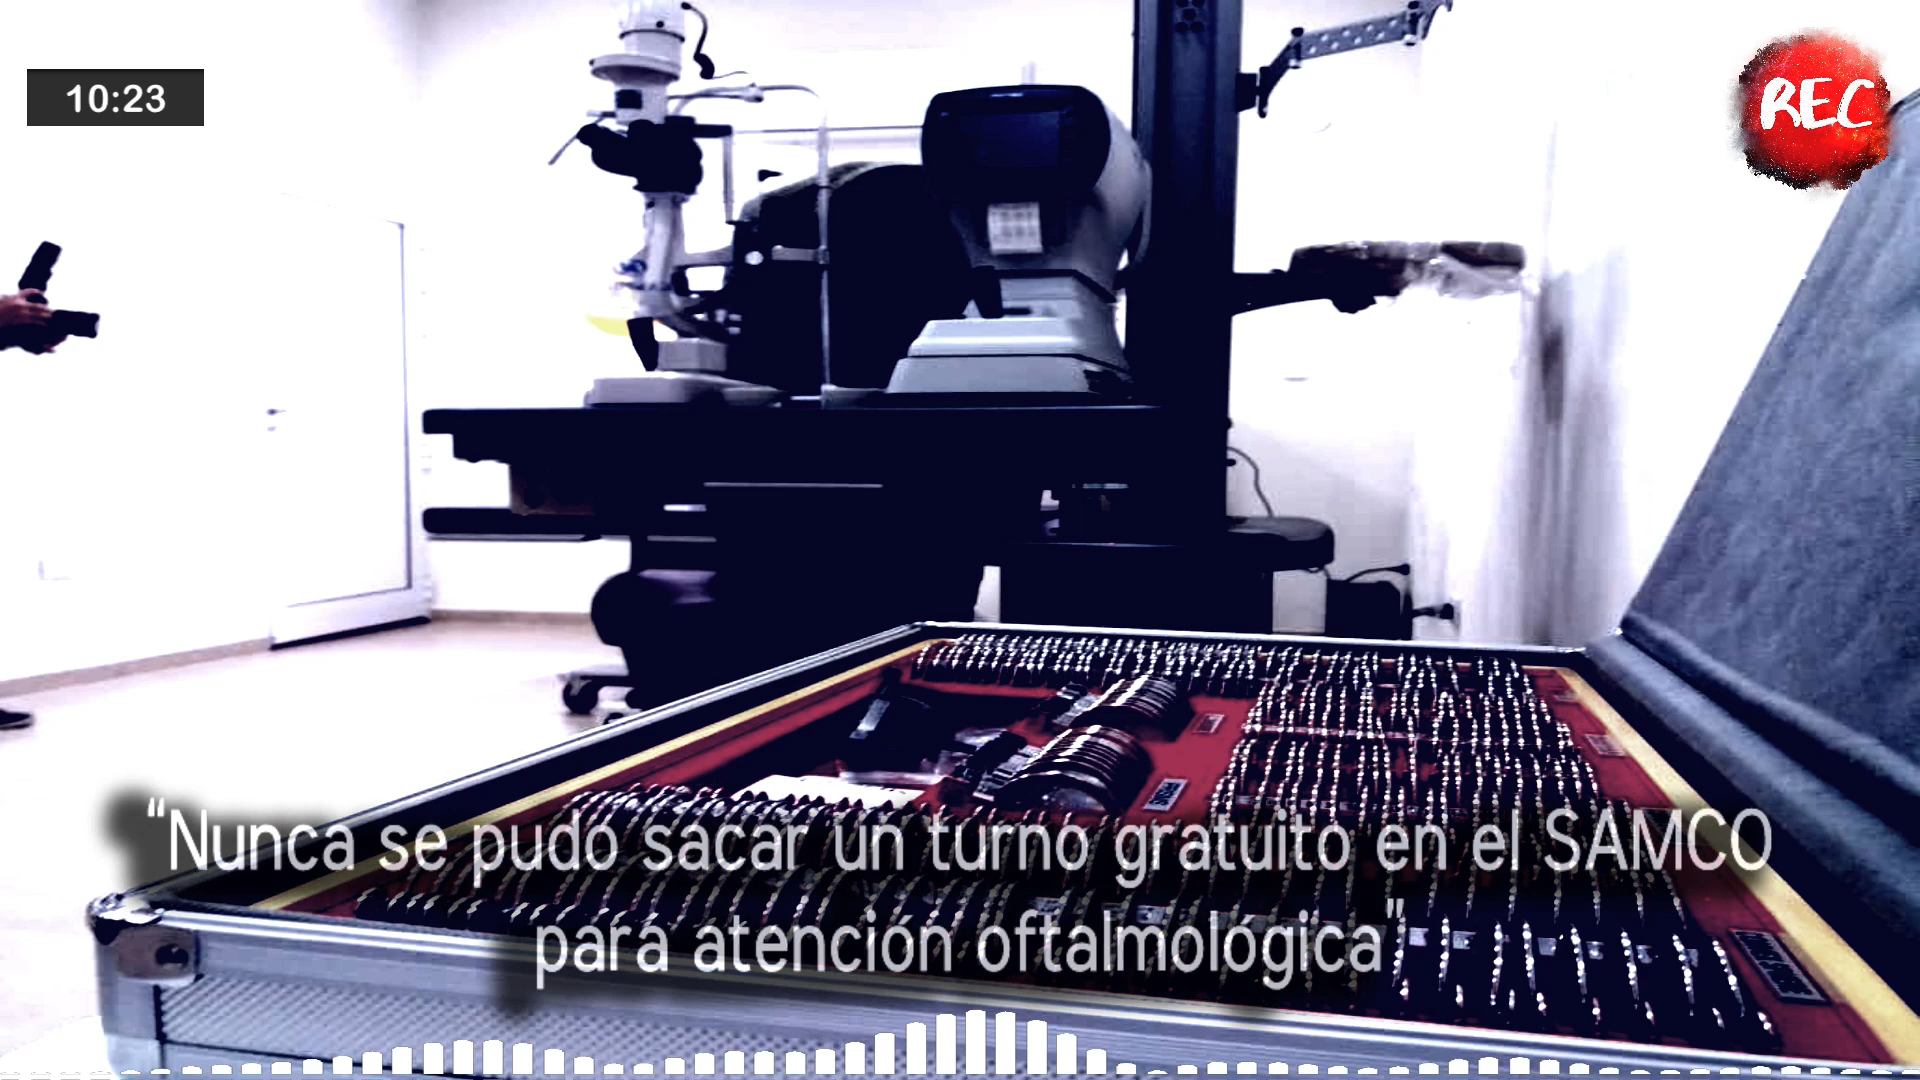 10:23
REC
“Nunca se pudo sacar un turno gratuito en el SAMCO
para atención oftalmológica”